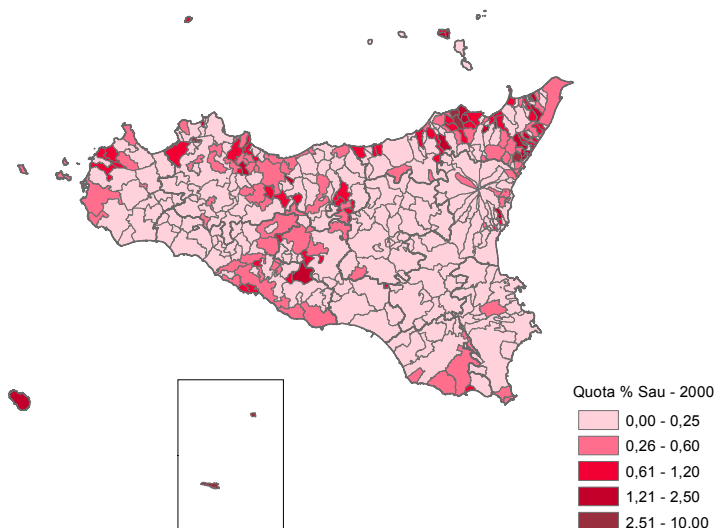 Quota % Sau - 2000
0,00 - 0,25
0,26 - 0,60
0,61 - 1,20
1,21 - 2,50
2,51 - 10,00